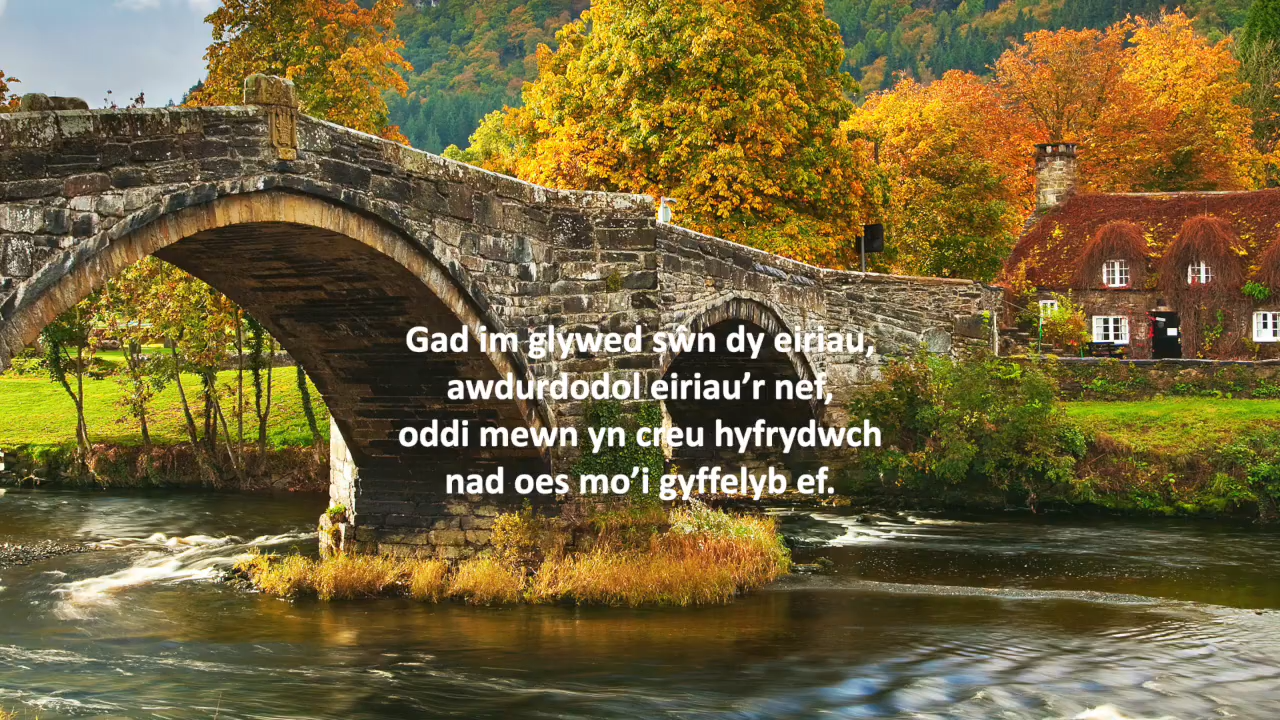 Gad im glywed sŵn dy eiriau,
awdurdodol eiriau’r nef,
oddi mewn yn creu hyfrydwch
nad oes mo’i gyffelyb ef.